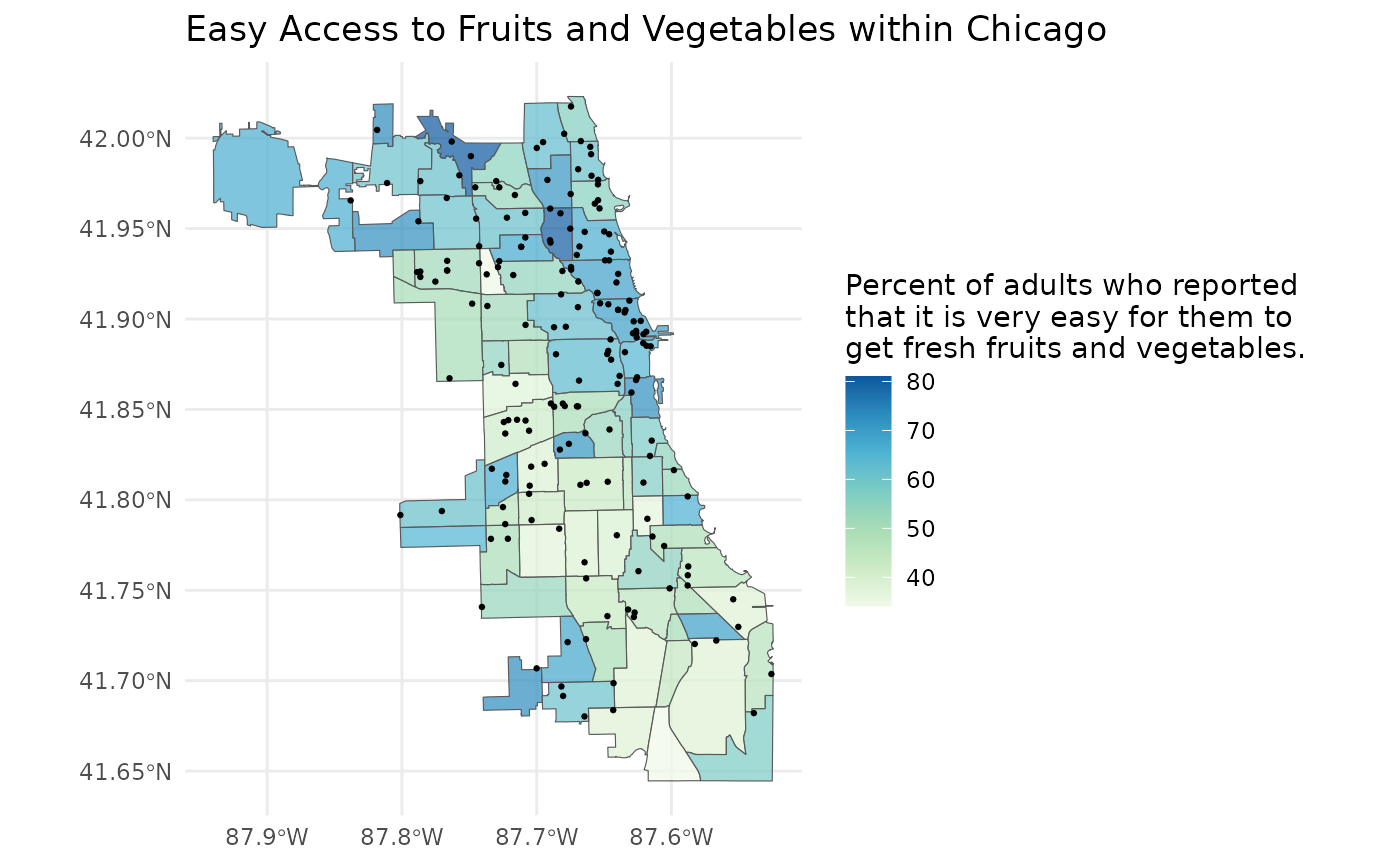 Easy Access to Fruits and Vegetables within Chicago
42.00°N
41.95°N
41.90°N
41.85°N
41.80°N
41.75°N
41.70°N
41.65°N
87.9°W 87.8°W 87.7°W 87.6°W
Percent of adults who reported
that it is very easy for them to
get fresh fruits and vegetables.
80
70
60
50
40